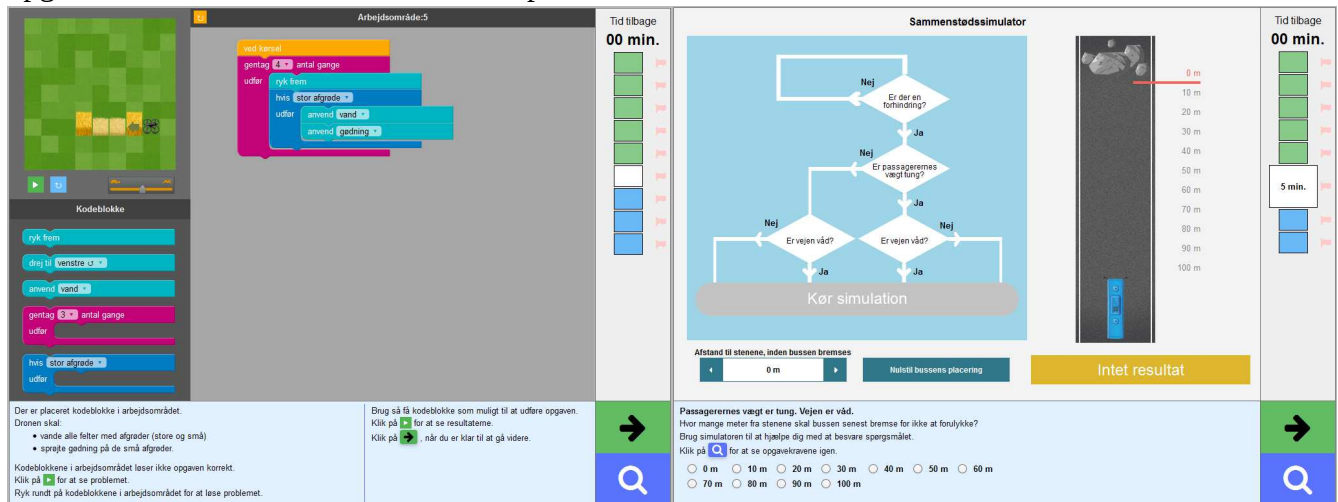 Arbejdsområde:5
ved kørsel
gentag 4 antal gange
udfør
ryk frem
hvis stor afgrøde
udfør
anvend vand
anvend gødning
Kodeblokke
ryk frem
drej til venstre
anvend vand
gentag 3 antal gange
udfør
hvis stor afgrøde
udfør
Tid tilbage
00 min.
Der er placeret kodeblokke i arbejdsområdet.
Dronen skal:
• vande alle felter med afgrøder (store og små)
• sprøjte gødning på de små afgrøder.
Kodeblokkene i arbejdsområdet løser ikke opgaven korrekt.
Klik på for at se problemet.
Ryk rundt på kodeblokkene i arbejdsområdet for at løse problemet.
Brug så få kodeblokke som muligt til at udføre opgaven.
Klik på for at se resultaterne.
Klik på , når du er klar til at gå videre.
Sammenstødssimulator
Nej
Er der en
forhindring?
Ja
Nej
Er passagerernes
vægt tung?
Ja
Nej
Er vejen våd?
Ja
Er vejen våd?
Nej
Ja
Kør simulation
0 m
10 m
20 m
30 m
40 m
50 m
60 m
70 m
80 m
90 m
100 m
Afstand til stenene, inden bussen bremses
0 m
Nulstil bussens placering
Intet resultat
Tid tilbage
00 min.
5 min.
Passagerernes vægt er tung. Vejen er våd.
Hvor mange meter fra stenene skal bussen senest bremse for ikke at forulykke?
Brug simulatoren til at hjælpe dig med at besvare spørgsmålet.
Klik på for at se opgavekravene igen.
0 m 10 m 20 m 30 m 40 m 50 m 60 m
70 m 80 m 90 m 100 m